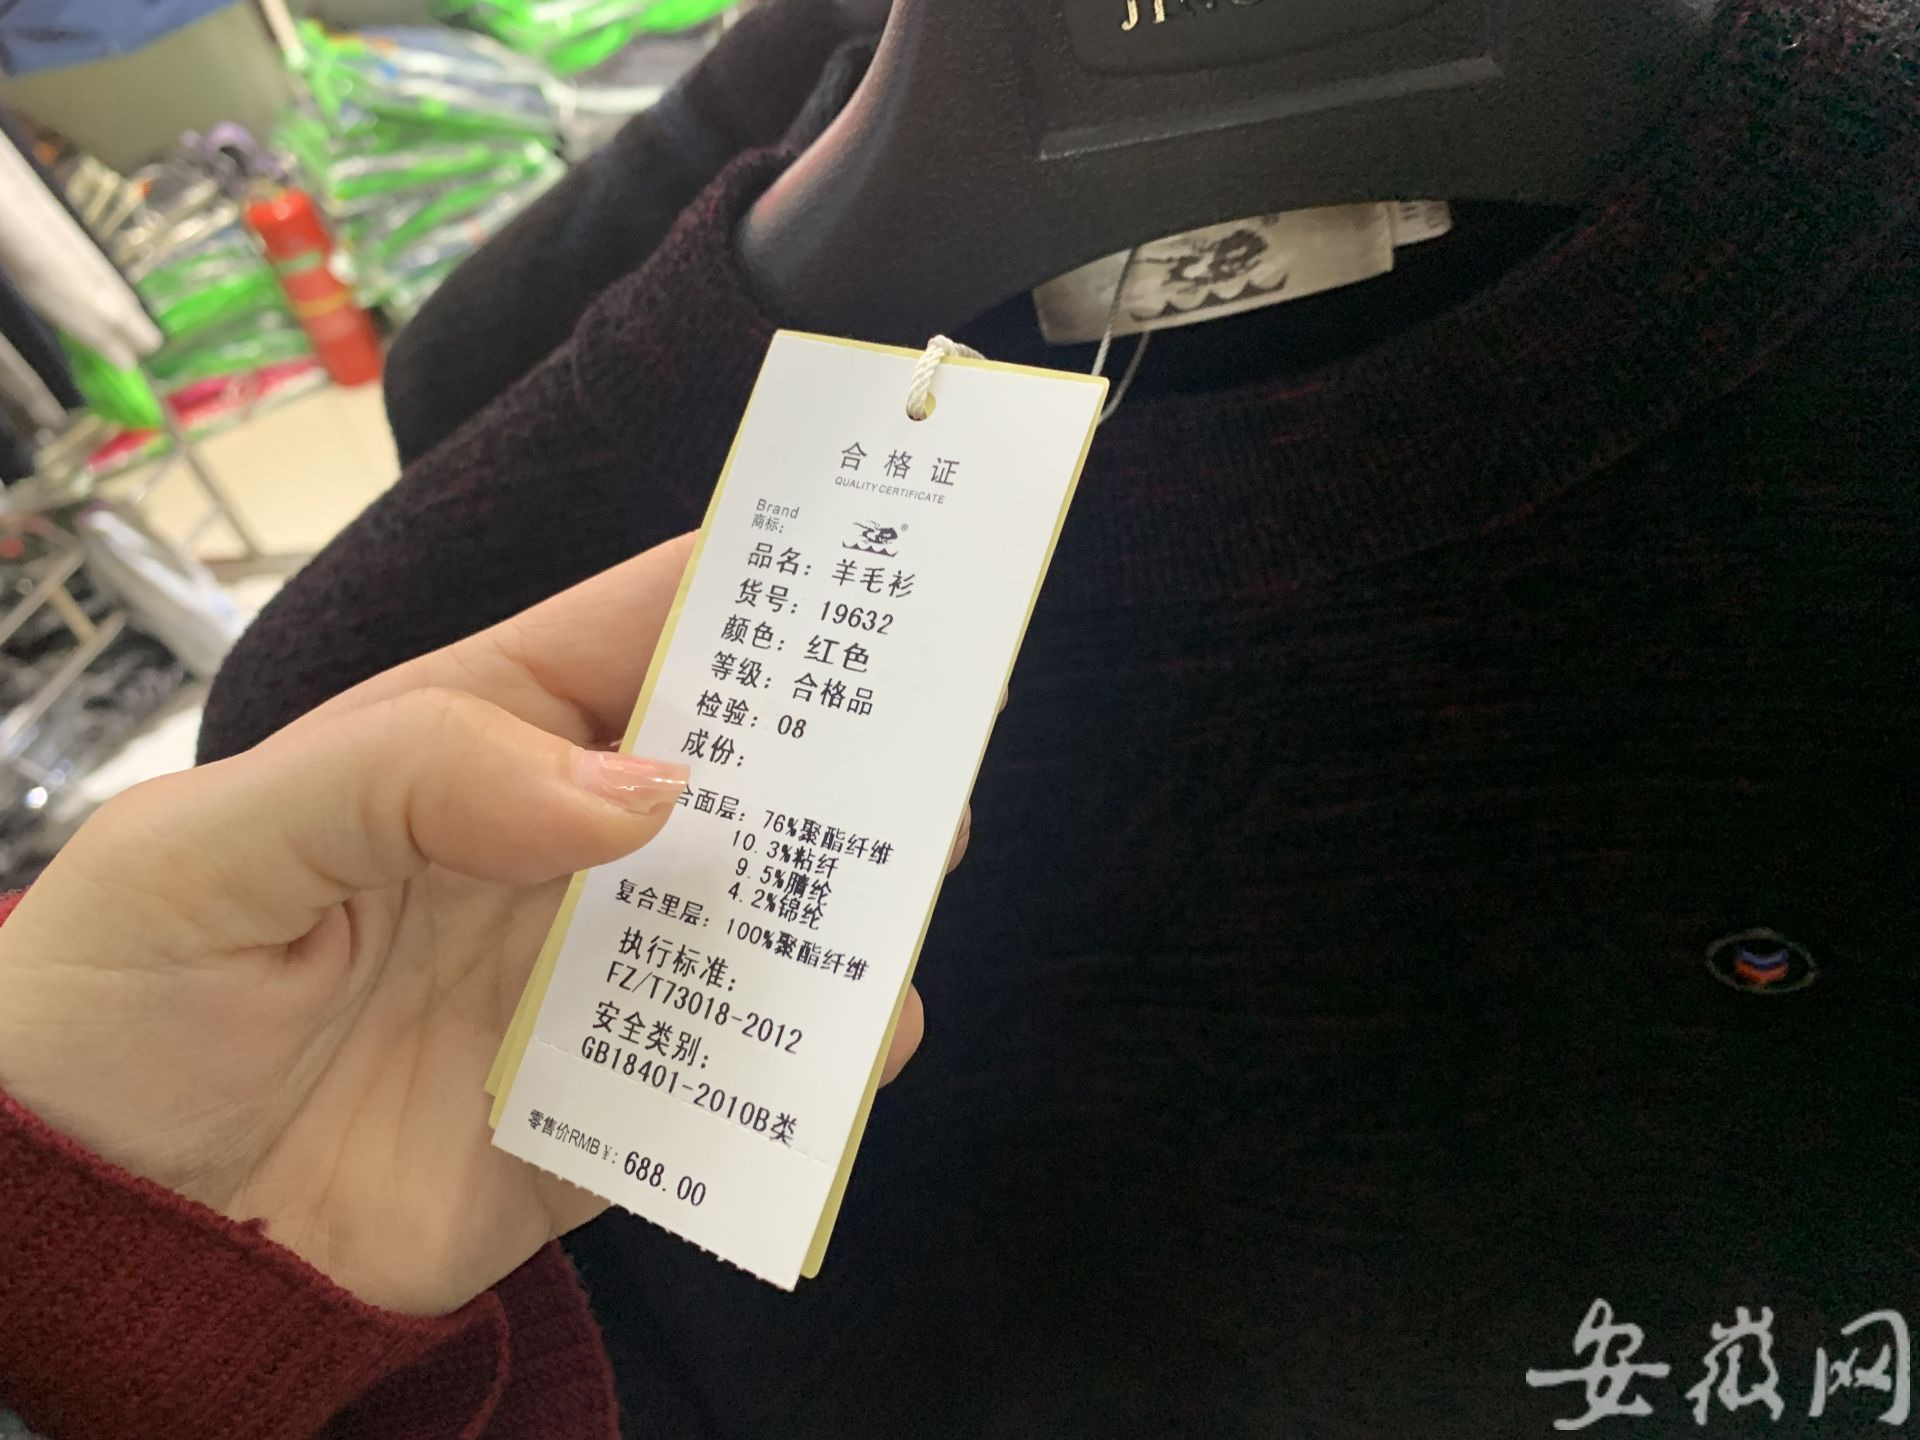 合格证
QUALITY CERTIFICATE
Brand
商标:
®
品名: 羊毛衫
货号: 19632
颜色: 红色
等级: 合格品
检验: 08
成份:
合面层: 76%聚酯纤维
10.3%粘纤
9.5%腈纶
4.2%锦纶
复合里层: 100%聚酯纤维
执行标准:
FZ/T73018-2012
安全类别:
GB18401-2010B类
零售价RMB¥: 688.00
安徽网